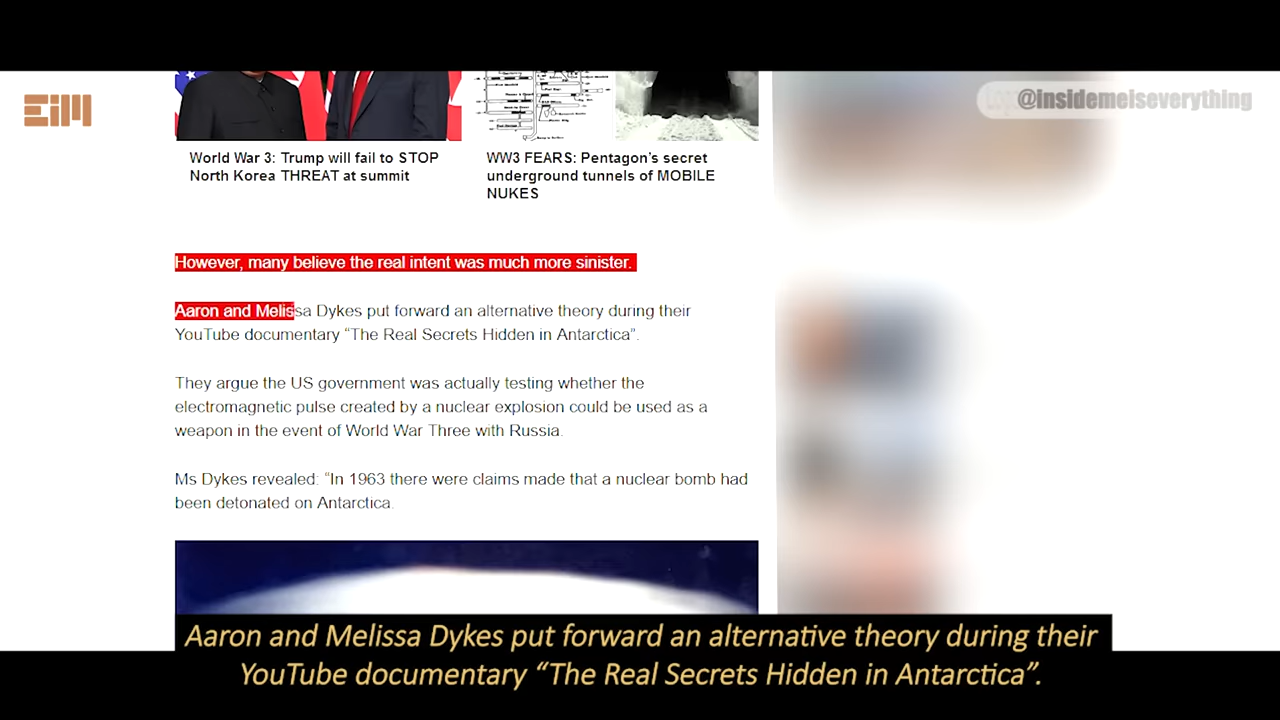 EIM
@insidemeiseverything
World War 3: Trump will fail to STOP
North Korea THREAT at summit
WW3 FEARS: Pentagon's secret
underground tunnels of MOBILE
NUKES
However, many believe the real intent was much more sinister.
Aaron and Melissa Dykes put forward an alternative theory during their
YouTube documentary “The Real Secrets Hidden in Antarctica”.
They argue the US government was actually testing whether the
electromagnetic pulse created by a nuclear explosion could be used as a
weapon in the event of World War Three with Russia.
Ms Dykes revealed: “In 1963 there were claims made that a nuclear bomb had
been detonated on Antarctica.
Aaron and Melissa Dykes put forward an alternative theory during their
YouTube documentary “The Real Secrets Hidden in Antarctica”.